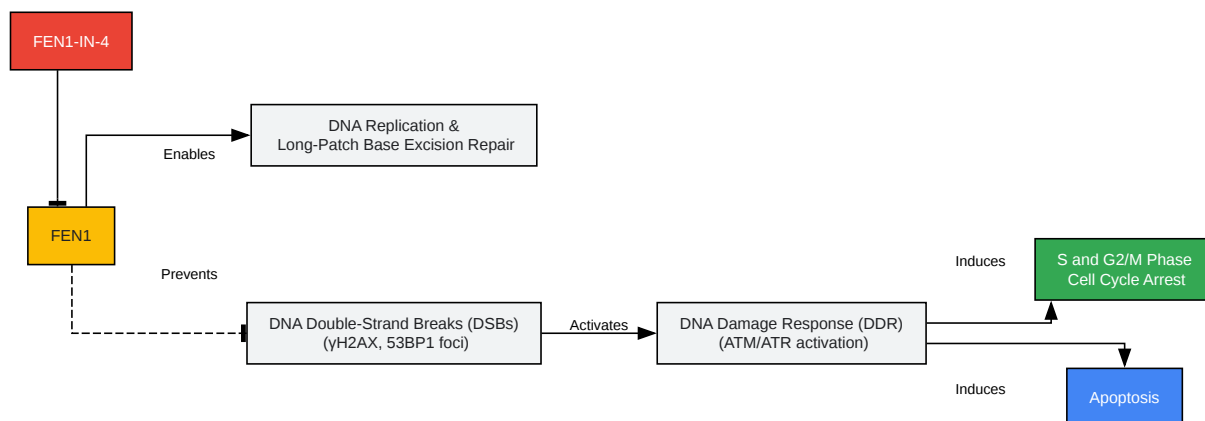 FEN1-IN-4
DNA Replication &
Long-Patch Base Excision Repair
Enables
FEN1
Prevents
Induces
S and G2/M Phase
Cell Cycle Arrest
DNA Double-Strand Breaks (DSBs)
(γH2AX, 53BP1 foci)
Activates
DNA Damage Response (DDR)
(ATM/ATR activation)
Induces
Apoptosis